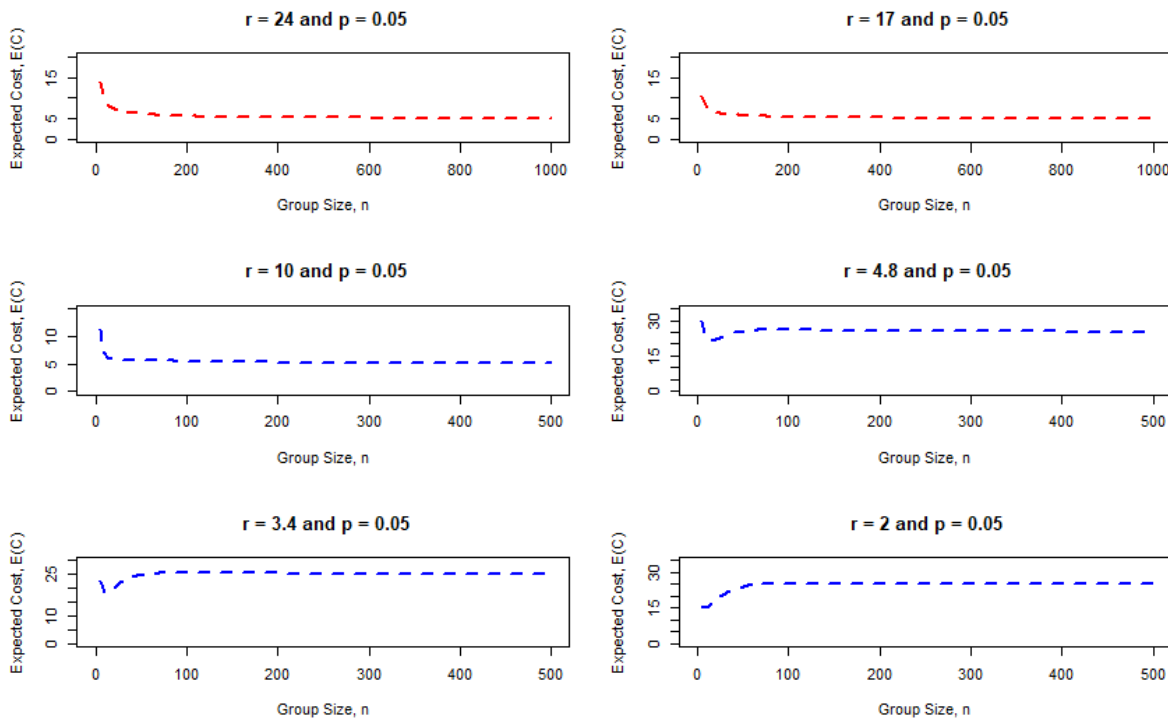 r = 24 and p = 0.05
Expected Cost, E(C)
15
5
0
0 200 400 600 800 1000
Group Size, n
r = 17 and p = 0.05
Expected Cost, E(C)
15
5
0
0 200 400 600 800 1000
Group Size, n
r = 10 and p = 0.05
Expected Cost, E(C)
10
5
0
0 100 200 300 400 500
Group Size, n
r = 4.8 and p = 0.05
Expected Cost, E(C)
30
15
0
0 100 200 300 400 500
Group Size, n
r = 3.4 and p = 0.05
Expected Cost, E(C)
25
10
0
0 100 200 300 400 500
Group Size, n
r = 2 and p = 0.05
Expected Cost, E(C)
30
15
0
0 100 200 300 400 500
Group Size, n